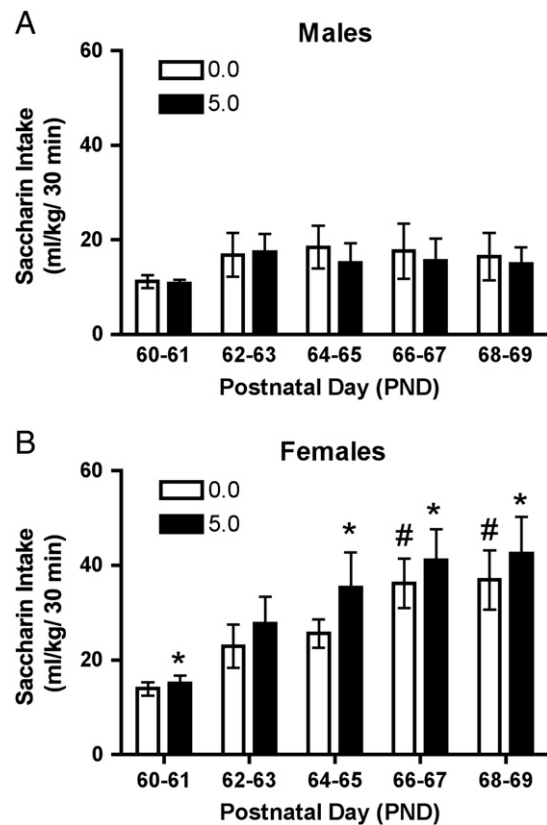 A
Males
60
0.0
5.0
40
Saccharin Intake
(ml/kg/ 30 min)
20
0
60-61 62-63 64-65 66-67 68-69
Postnatal Day (PND)
B
Females
60
0.0
5.0
* # * # *
40
Saccharin Intake
(ml/kg/ 30 min)
20
*
0
60-61 62-63 64-65 66-67 68-69
Postnatal Day (PND)